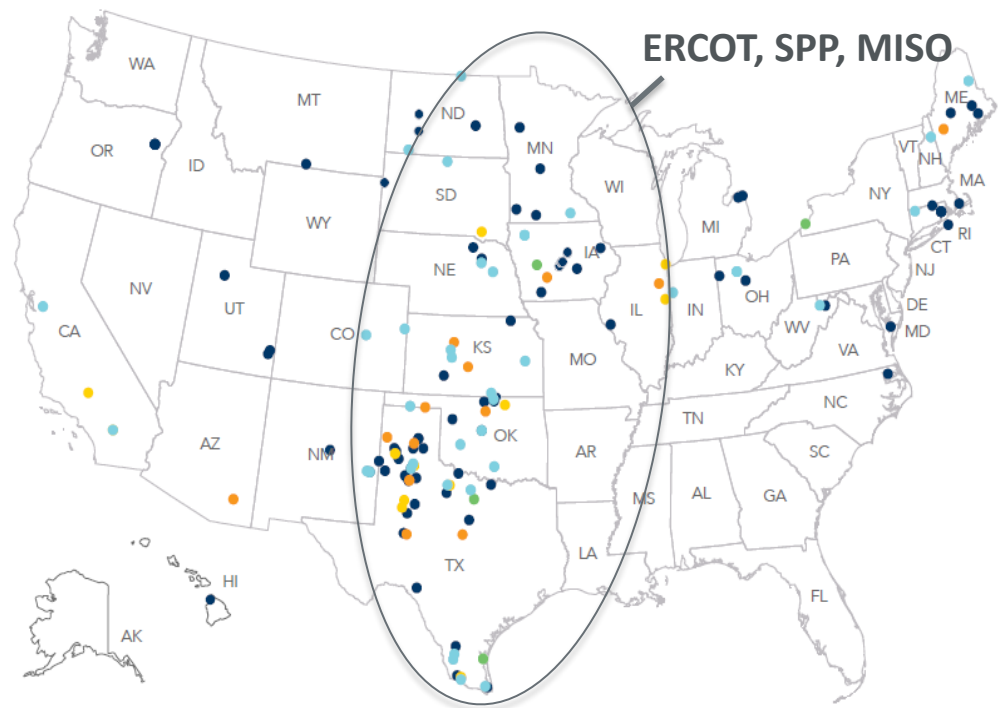 ERCOT, SPP, MISO
WA
MT
ND
MN
ME
OR
ID
VT
NH
WI
SD
NY
MA
WY
MI
RI
CT
IA
PA
NE
NJ
NV
UT
OH
IL
IN
DE
CA
CO
WV
MD
KS
MO
VA
KY
NC
TN
OK
AZ
NM
AR
SC
MS
AL
GA
LA
TX
HI
FL
AK